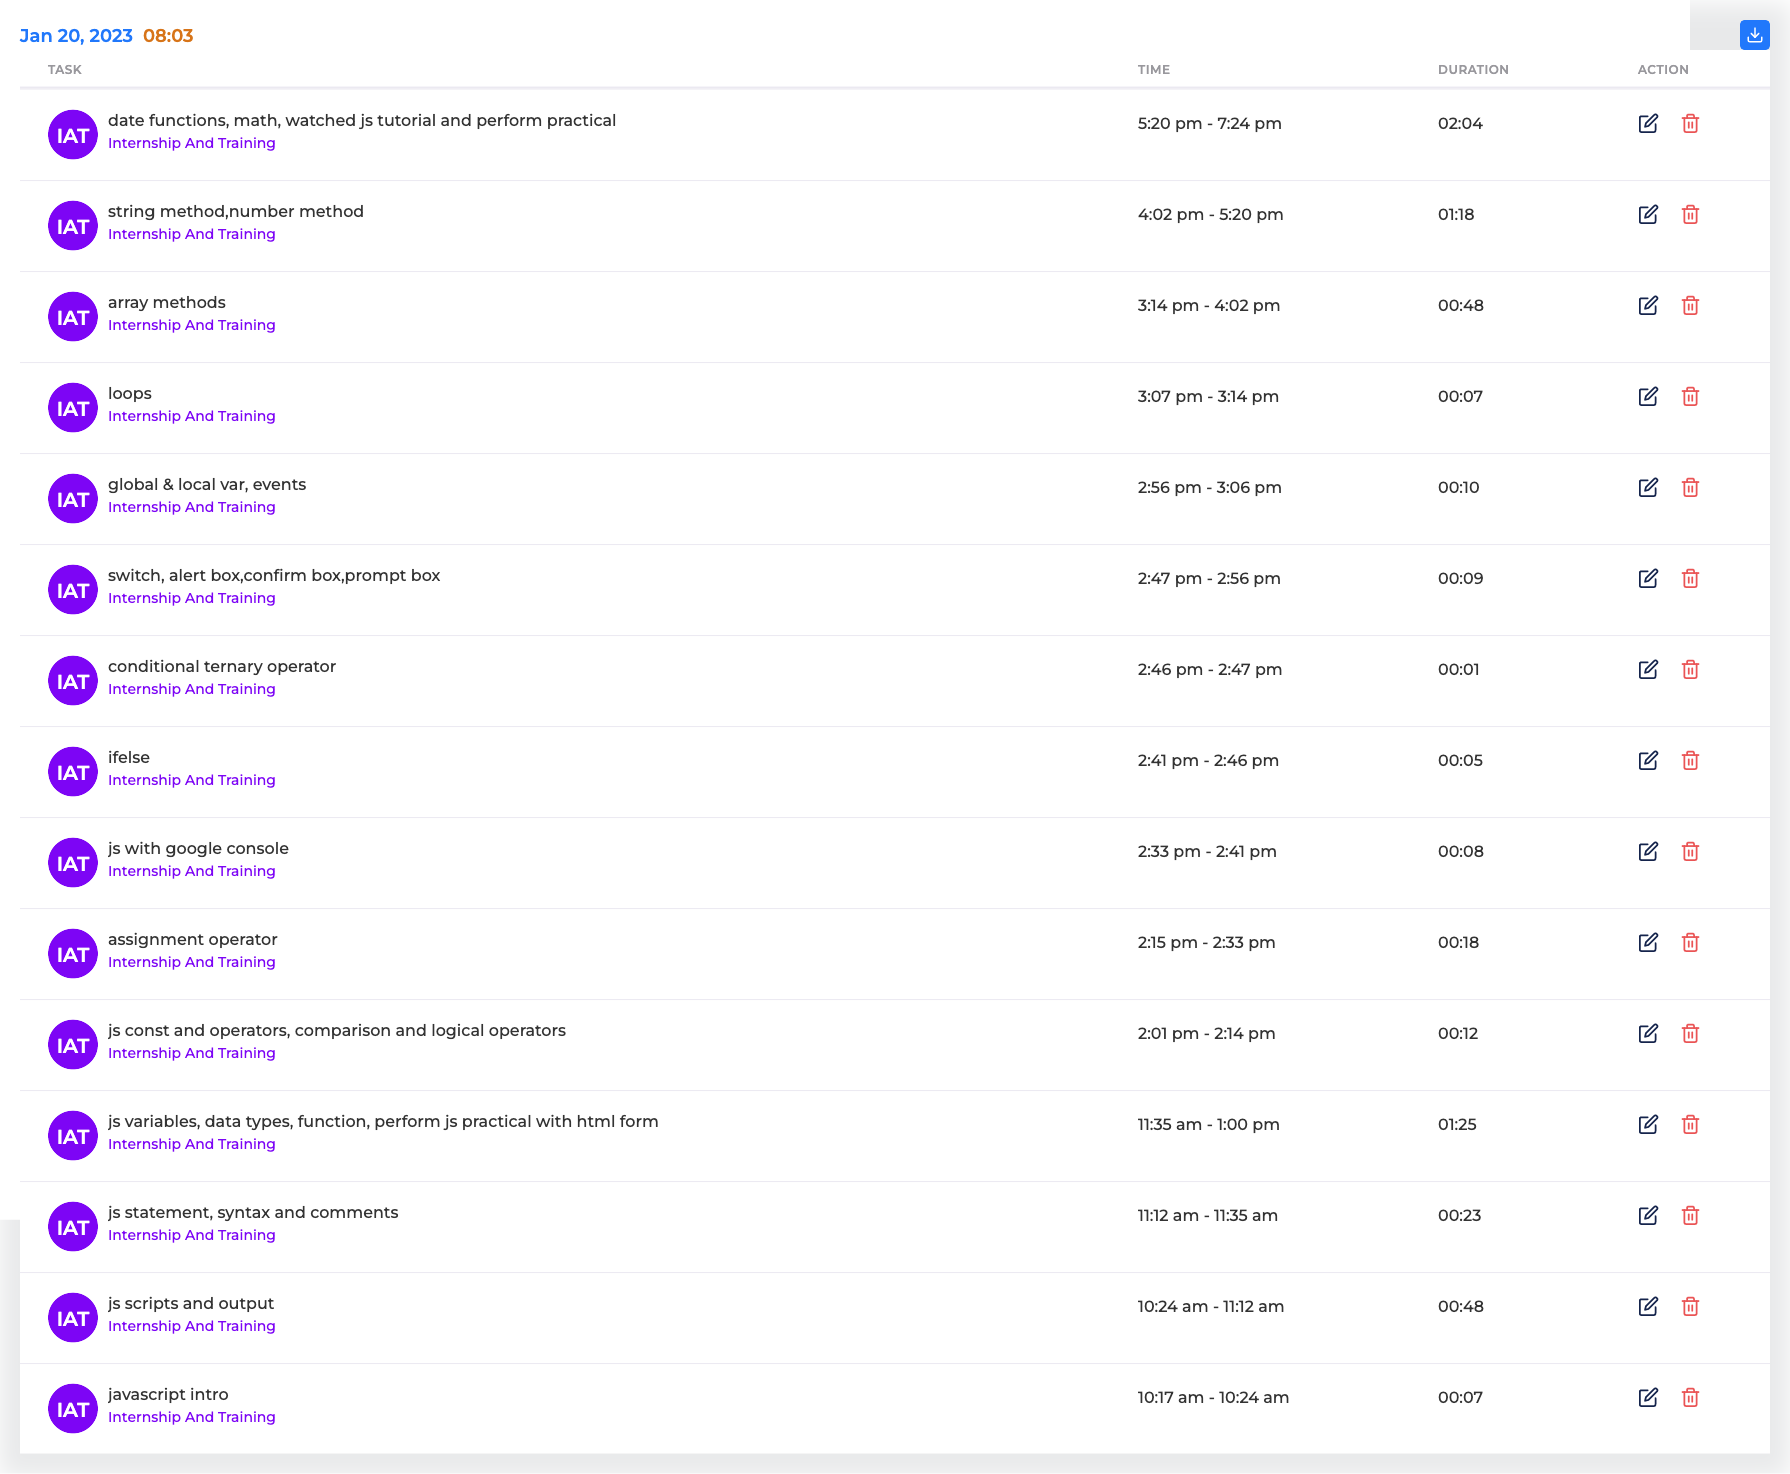 Jan 20, 2023 08:03
TASK TIME DURATION ACTION
IAT date functions, math, watched js tutorial and perform practical 5:20 pm - 7:24 pm 02:04
Internship And Training
IAT string method,number method 4:02 pm - 5:20 pm 01:18
Internship And Training
IAT array methods 3:14 pm - 4:02 pm 00:48
Internship And Training
IAT loops 3:07 pm - 3:14 pm 00:07
Internship And Training
IAT global & local var, events 2:56 pm - 3:06 pm 00:10
Internship And Training
IAT switch, alert box,confirm box,prompt box 2:47 pm - 2:56 pm 00:09
Internship And Training
IAT conditional ternary operator 2:46 pm - 2:47 pm 00:01
Internship And Training
IAT ifelse 2:41 pm - 2:46 pm 00:05
Internship And Training
IAT js with google console 2:33 pm - 2:41 pm 00:08
Internship And Training
IAT assignment operator 2:15 pm - 2:33 pm 00:18
Internship And Training
IAT js const and operators, comparison and logical operators 2:01 pm - 2:14 pm 00:12
Internship And Training
IAT js variables, data types, function, perform js practical with html form 11:35 am - 1:00 pm 01:25
Internship And Training
IAT js statement, syntax and comments 11:12 am - 11:35 am 00:23
Internship And Training
IAT js scripts and output 10:24 am - 11:12 am 00:48
Internship And Training
IAT javascript intro 10:17 am - 10:24 am 00:07
Internship And Training